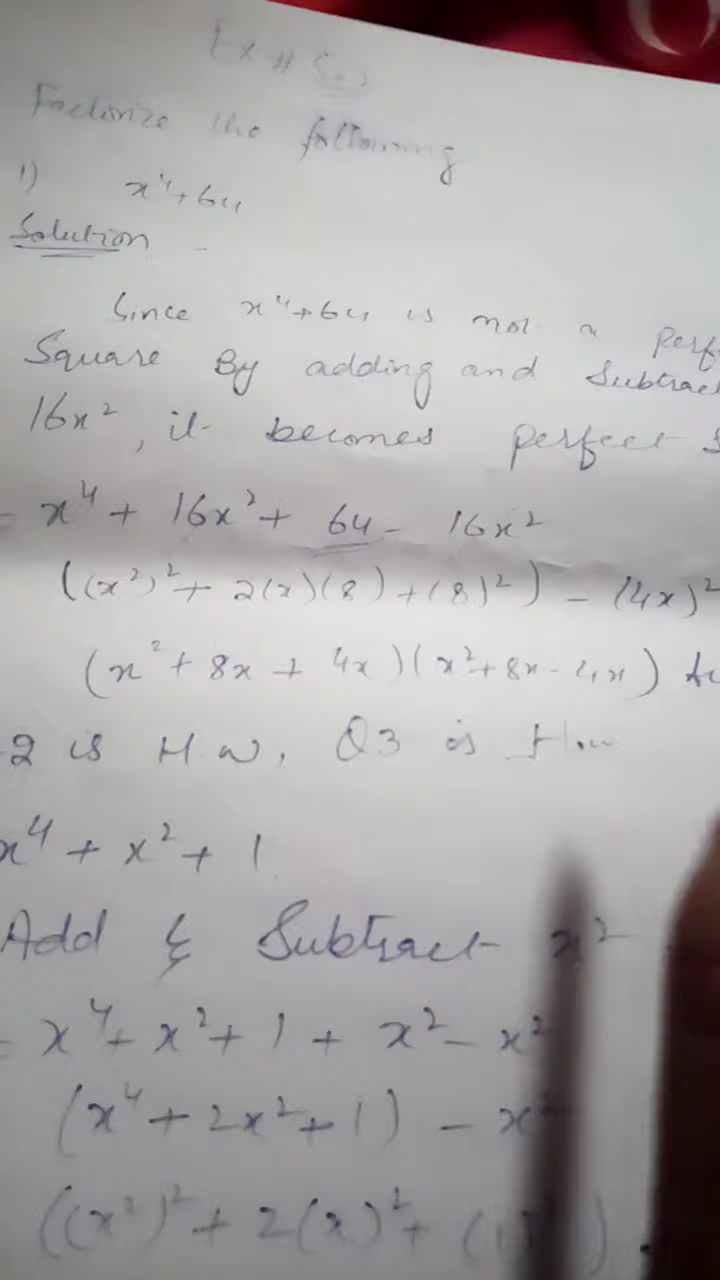 Ex #
Factorize the following
1) x⁴+64
Solution -
Since x⁴+64 is not a perf
Square By adding and Subtrac
16x², it becomes perfect S
= x⁴ + 16x² + 64 - 16x²
((x²)² + 2(x)(8) + (8)²) - (4x)²
(x² + 8x + 4x)(x² + 8x - 4x)
-2 is H.W, Q3 is
x⁴ + x² + 1
Add & Subtract x²
= x⁴ + x² + 1 + x² - x²
(x⁴ + 2x² + 1) - x²
((x²)² + 2(x)² + (1)